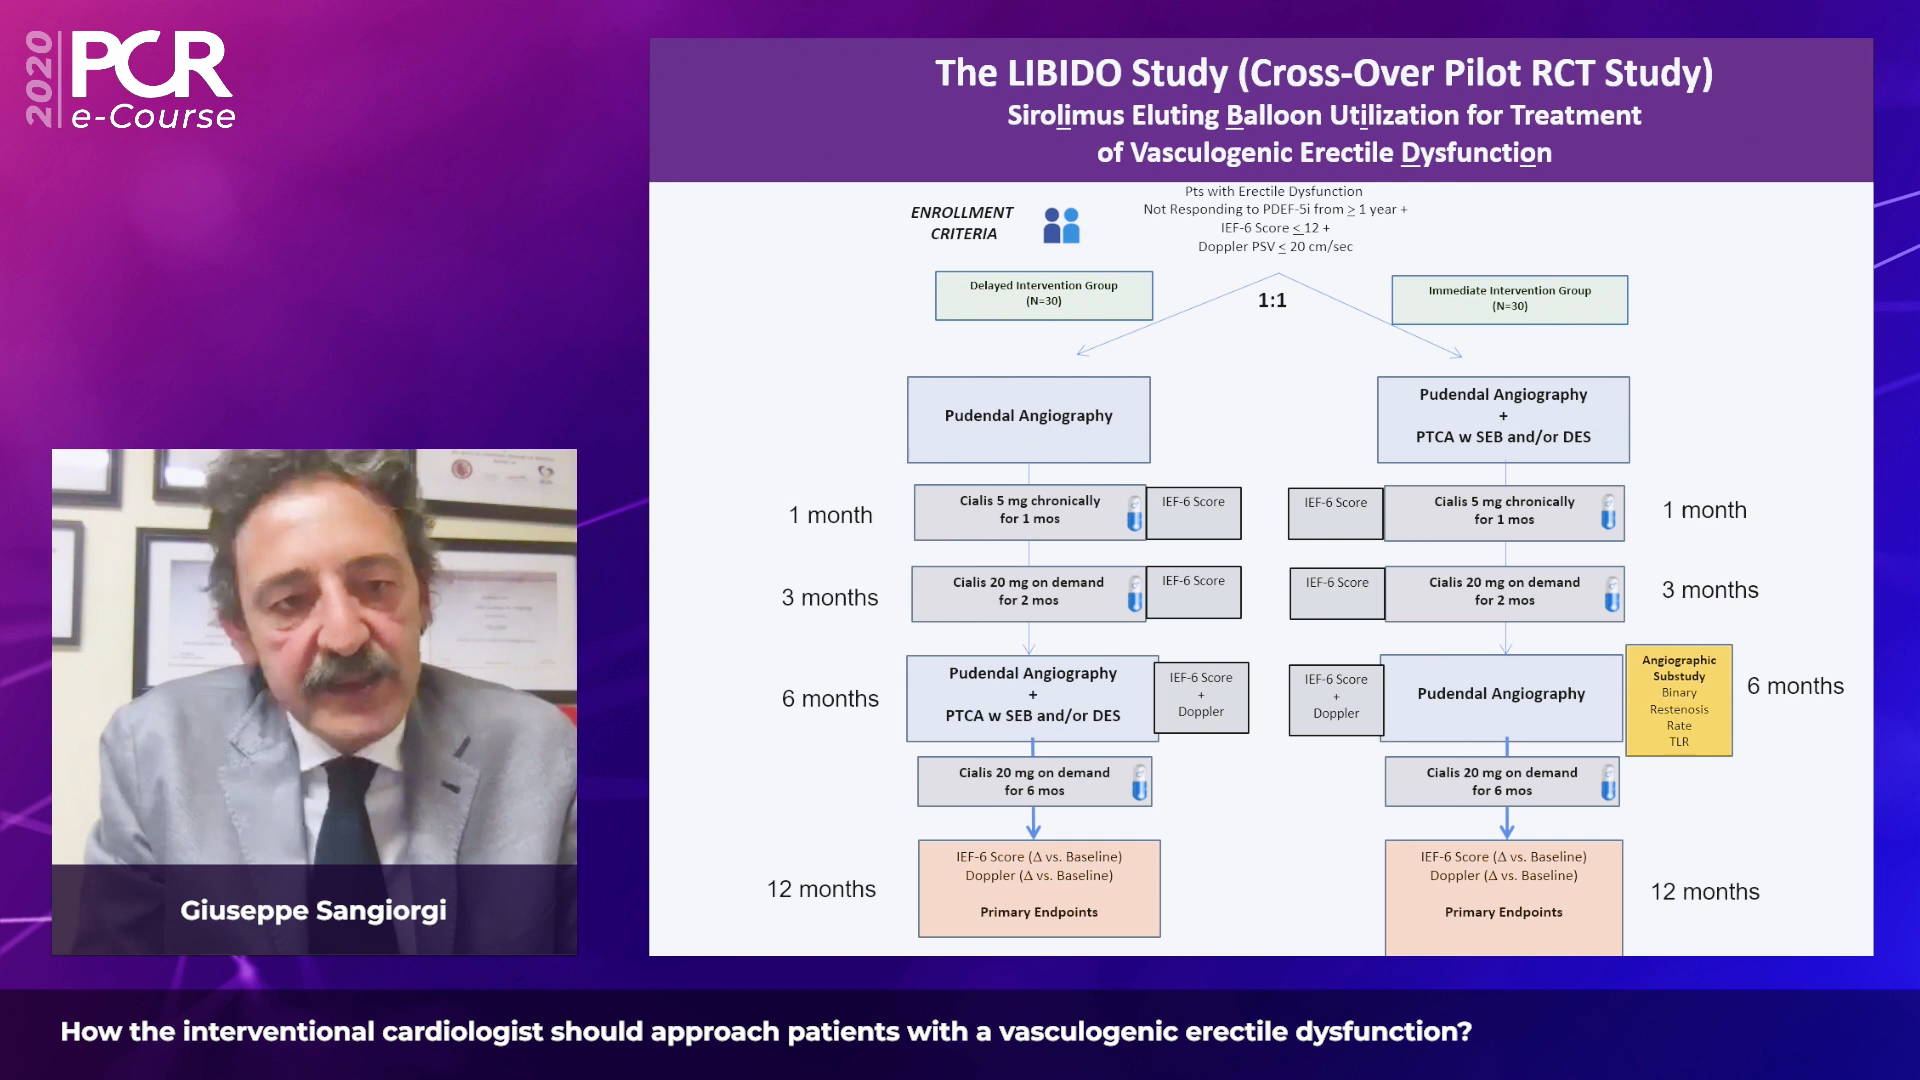 2020
PCR
e-Course
The LIBIDO Study (Cross-Over Pilot RCT Study)
Sirolimus Eluting Balloon Utilization for Treatment
of Vasculogenic Erectile Dysfunction
ENROLLMENT
CRITERIA
Pts with Erectile Dysfunction
Not Responding to PDEF-5i from ≥ 1 year +
IEF-6 Score ≤ 12 +
Doppler PSV ≤ 20 cm/sec
Delayed Intervention Group
(N=30)
1:1
Immediate Intervention Group
(N=30)
Pudendal Angiography
Pudendal Angiography
+
PTCA w SEB and/or DES
1 month
Cialis 5 mg chronically
for 1 mos
IEF-6 Score
IEF-6 Score
Cialis 5 mg chronically
for 1 mos
1 month
3 months
Cialis 20 mg on demand
for 2 mos
IEF-6 Score
IEF-6 Score
Cialis 20 mg on demand
for 2 mos
3 months
6 months
Pudendal Angiography
+
PTCA w SEB and/or DES
IEF-6 Score
+
Doppler
IEF-6 Score
+
Doppler
Pudendal Angiography
Angiographic
Substudy
Binary
Restenosis
Rate
TLR
6 months
Cialis 20 mg on demand
for 6 mos
Cialis 20 mg on demand
for 6 mos
12 months
IEF-6 Score (Δ vs. Baseline)
Doppler (Δ vs. Baseline)
Primary Endpoints
IEF-6 Score (Δ vs. Baseline)
Doppler (Δ vs. Baseline)
Primary Endpoints
12 months
Giuseppe Sangiorgi
How the interventional cardiologist should approach patients with a vasculogenic erectile dysfunction?